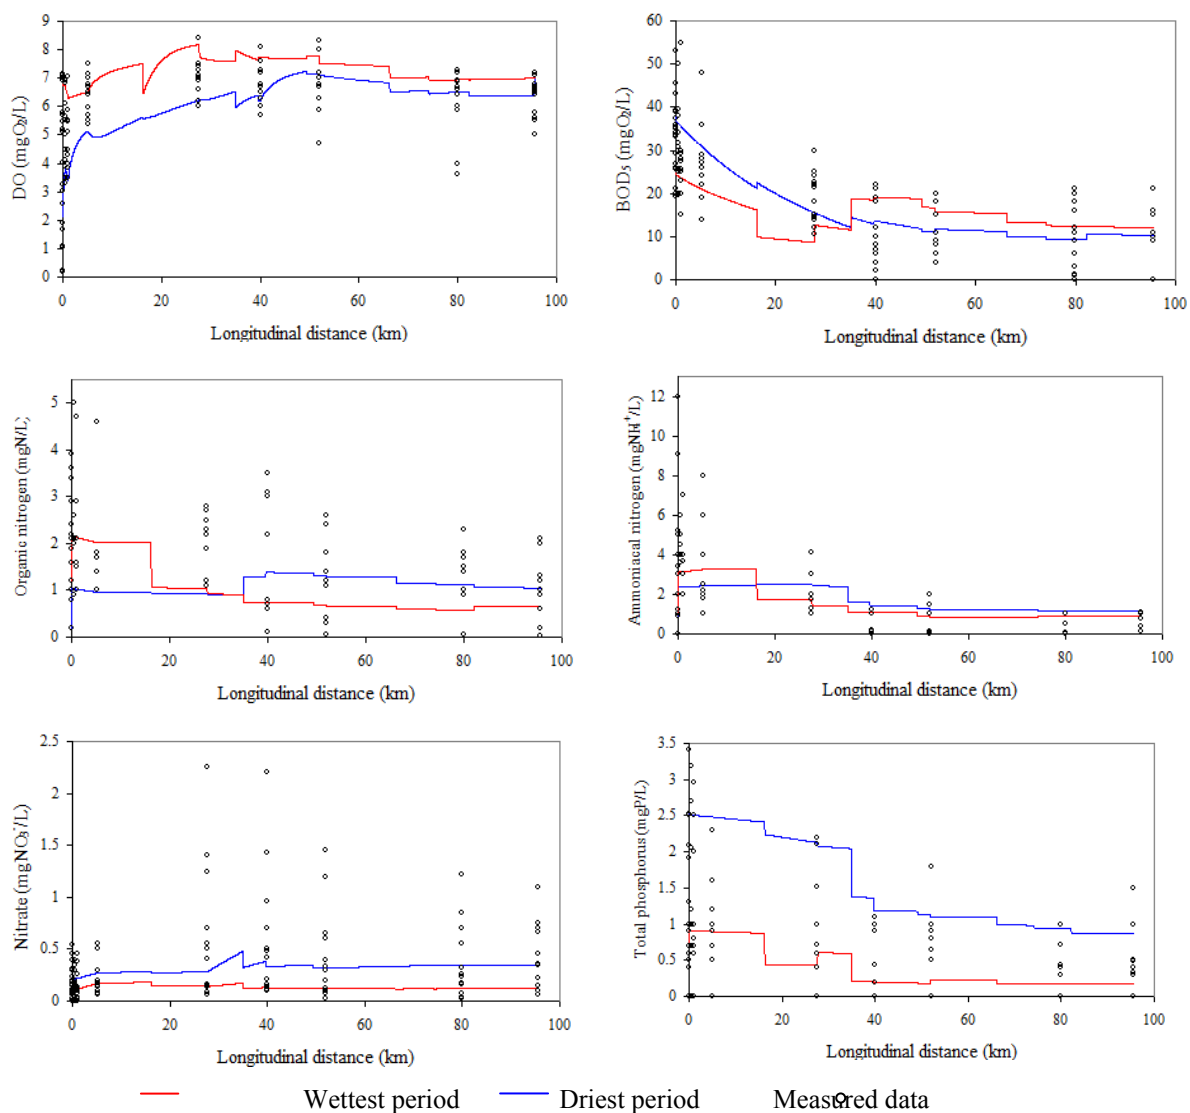 9
8
7
6
5
4
3
2
1
0
DO (mgO₂/L)
0 20 40 60 80 100
Longitudinal distance (km)
60
50
40
30
20
10
0
BOD₅ (mgO₂/L)
0 20 40 60 80 100
Longitudinal distance (km)
5
4
3
2
1
0
Organic nitrogen (mgN/L)
0 20 40 60 80 100
Longitudinal distance (km)
12
10
8
6
4
2
0
Ammoniacal nitrogen (mgNH⁺/L)
0 20 40 60 80 100
Longitudinal distance (km)
2.5
2
1.5
1
0.5
0
Nitrate (mgNO₃⁻/L)
0 20 40 60 80 100
Longitudinal distance (km)
3.5
3
2.5
2
1.5
1
0.5
0
Total phosphorus (mgP/L)
0 20 40 60 80 100
Longitudinal distance (km)
Wettest period Driest period Measured data